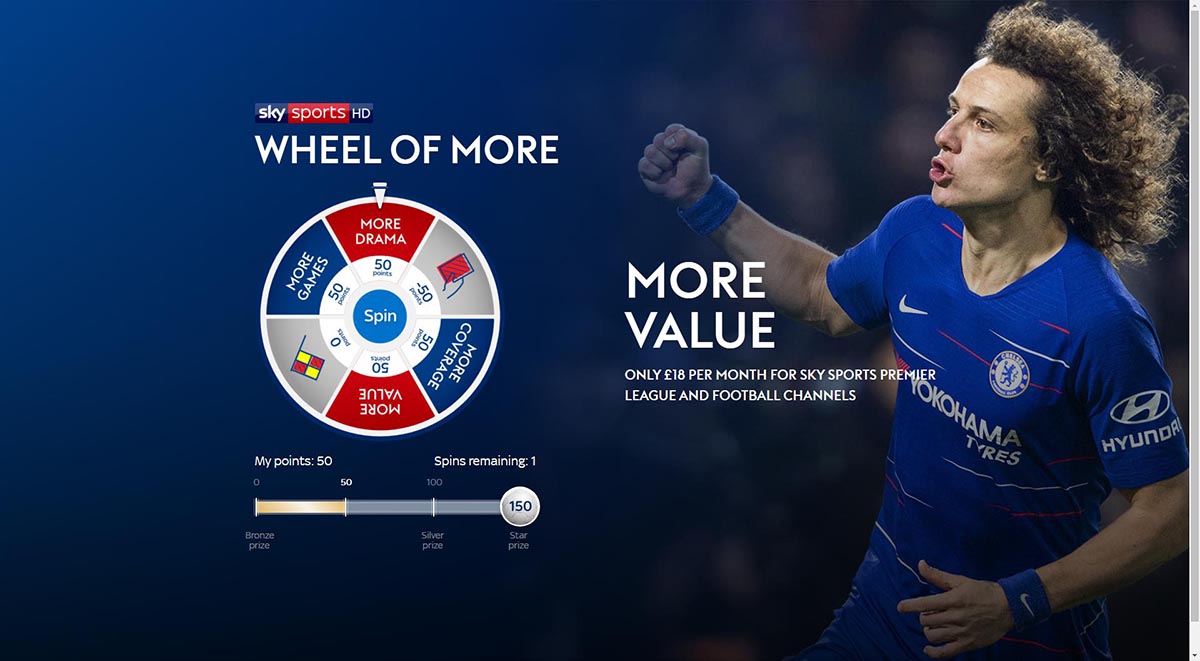 sky sports HD
WHEEL OF MORE
MORE
DRAMA
50
points
-50
points
MORE
COVERAGE
50
points
MORE
VALUE
50
points
0
points
MORE
GAMES
50
points
Spin
My points: 50
Spins remaining: 1
0
50
100
150
Bronze
prize
Silver
prize
Star
prize
MORE
VALUE
ONLY £18 PER MONTH FOR SKY SPORTS PREMIER
LEAGUE AND FOOTBALL CHANNELS
CHELSEA
YOKOHAMA
TYRES
HYUNDAI